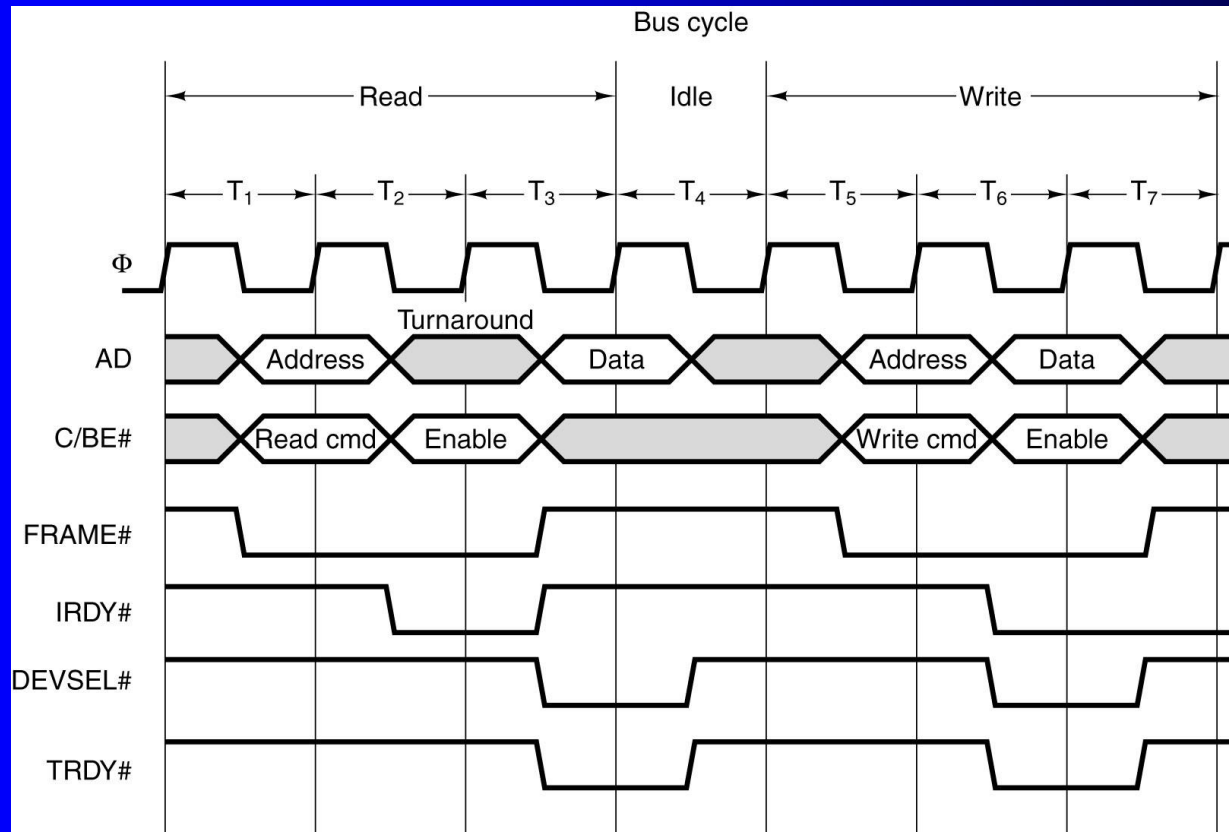 Bus cycle
Read Idle Write
T₁ T₂ T₃ T₄ T₅ T₆ T₇
Φ
Turnaround
AD Address Data Address Data
C/BE# Read cmd Enable Write cmd Enable
FRAME#
IRDY#
DEVSEL#
TRDY#